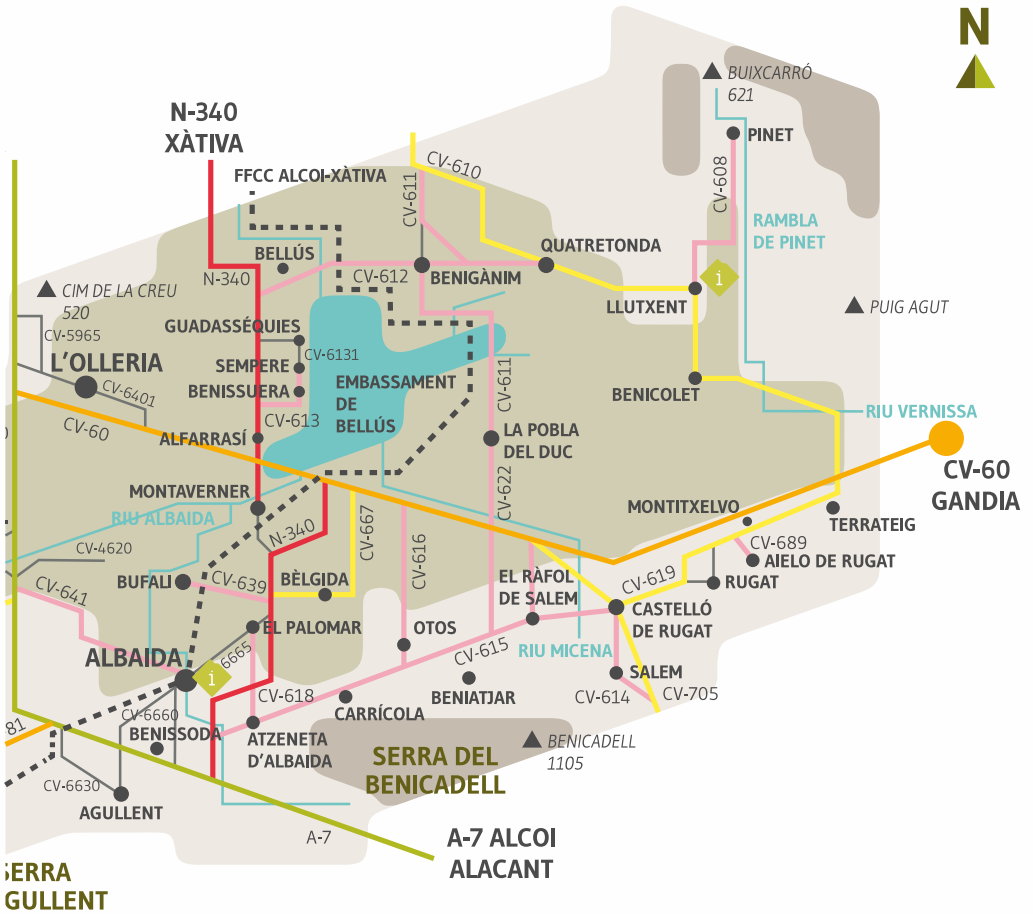 N
BUIXCARRÓ
621
N-340
XÀTIVA
PINET
CV-610
FFCC ALCOI-XÀTIVA
CV-611
CV-608
RAMBLA
DE PINET
QUATRETONDA
BELLÚS
N-340
CV-612
BENIGÀNIM
i
CIM DE LA CREU
520
LLUTXENT
PUIG AGUT
GUADASSÉQUIES
CV-5965
CV-6131
L'OLLERIA
SEMPERE
CV-611
CV-6401
BENISSUERA
EMBASSAMENT
DE
BELLÚS
BENICOLET
RIU VERNISSA
CV-60
CV-613
ALFARRASÍ
LA POBLA
DEL DUC
CV-60
GANDIA
MONTAVERNER
CV-622
MONTITXELVO
RIU ALBAIDA
N-340
CV-667
TERRATEIG
CV-616
CV-689
CV-4620
AIELO DE RUGAT
BUFALI
CV-639
BÈLGIDA
EL RÀFOL
DE SALEM
CV-619
RUGAT
CV-641
CASTELLÓ
DE RUGAT
EL PALOMAR
OTOS
CV-615
RIU MICENA
ALBAIDA
6665
i
SALEM
CV-618
BENIATJAR
CV-614
CV-705
CARRÍCOLA
CV-6660
81
BENISSODA
ATZENETA
D'ALBAIDA
SERRA DEL
BENICADELL
BENICADELL
1105
CV-6630
AGULLENT
A-7
A-7 ALCOI
ALACANT
SERRA
GULLENT